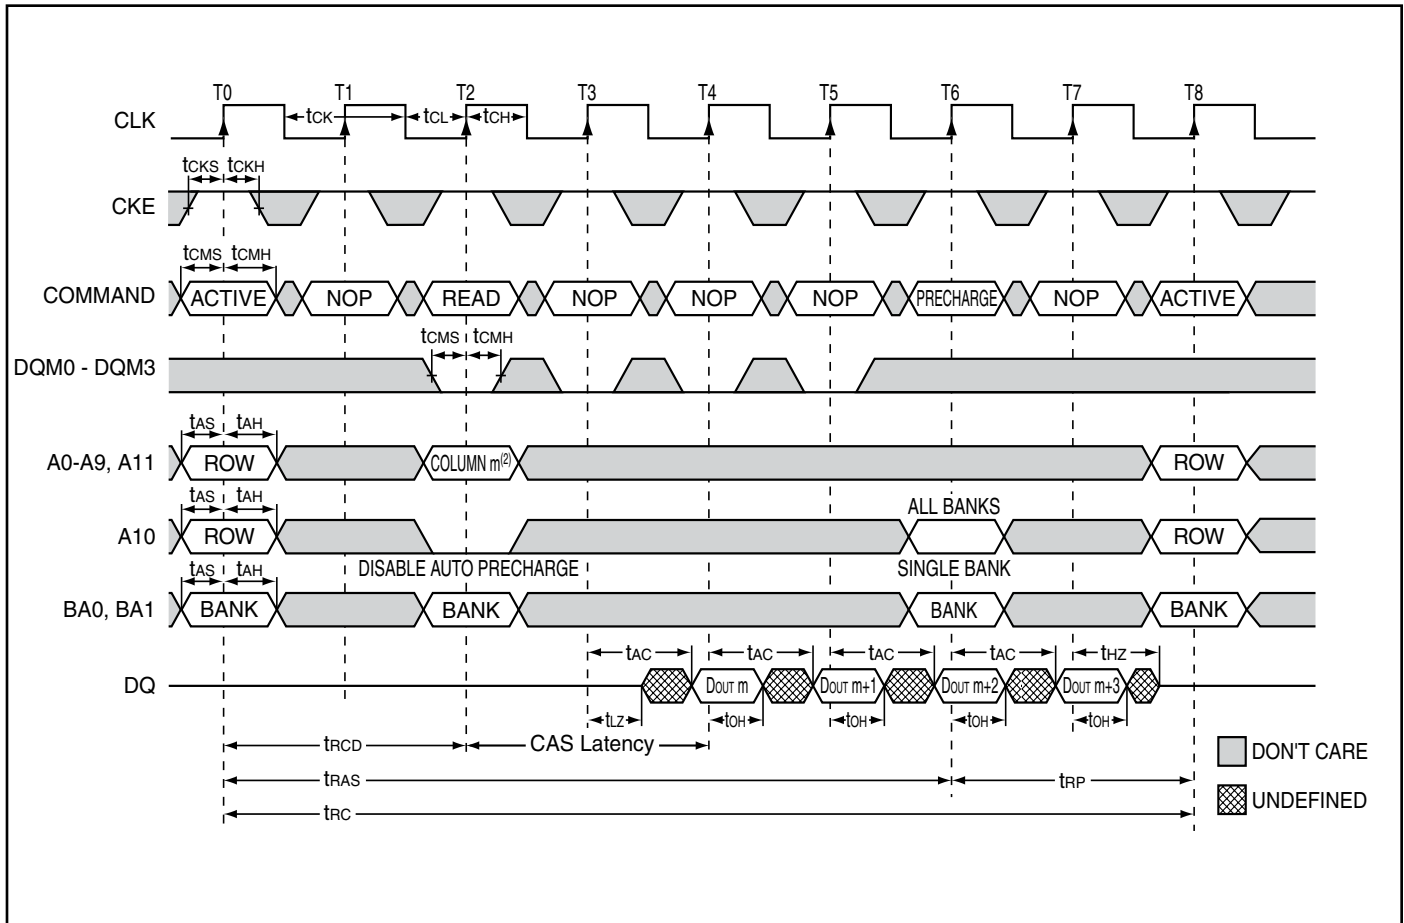 T0 T1 T2 T3 T4 T5 T6 T7 T8
CLK tCK tCL tCH
tCKS tCKH
CKE
tCMS tCMH
COMMAND ACTIVE NOP READ NOP NOP NOP PRECHARGE NOP ACTIVE
tCMS tCMH
DQM0 - DQM3
tAS tAH
A0-A9, A11 ROW COLUMN m(2) ROW
tAS tAH ALL BANKS
A10 ROW ROW
DISABLE AUTO PRECHARGE SINGLE BANK
tAS tAH
BA0, BA1 BANK BANK BANK BANK
tAC tAC tAC tAC tHZ
DQ DOUT m DOUT m+1 DOUT m+2 DOUT m+3
tLZ tOH tOH tOH tOH
tRCD CAS Latency
DON'T CARE
tRAS tRP
UNDEFINED
tRC